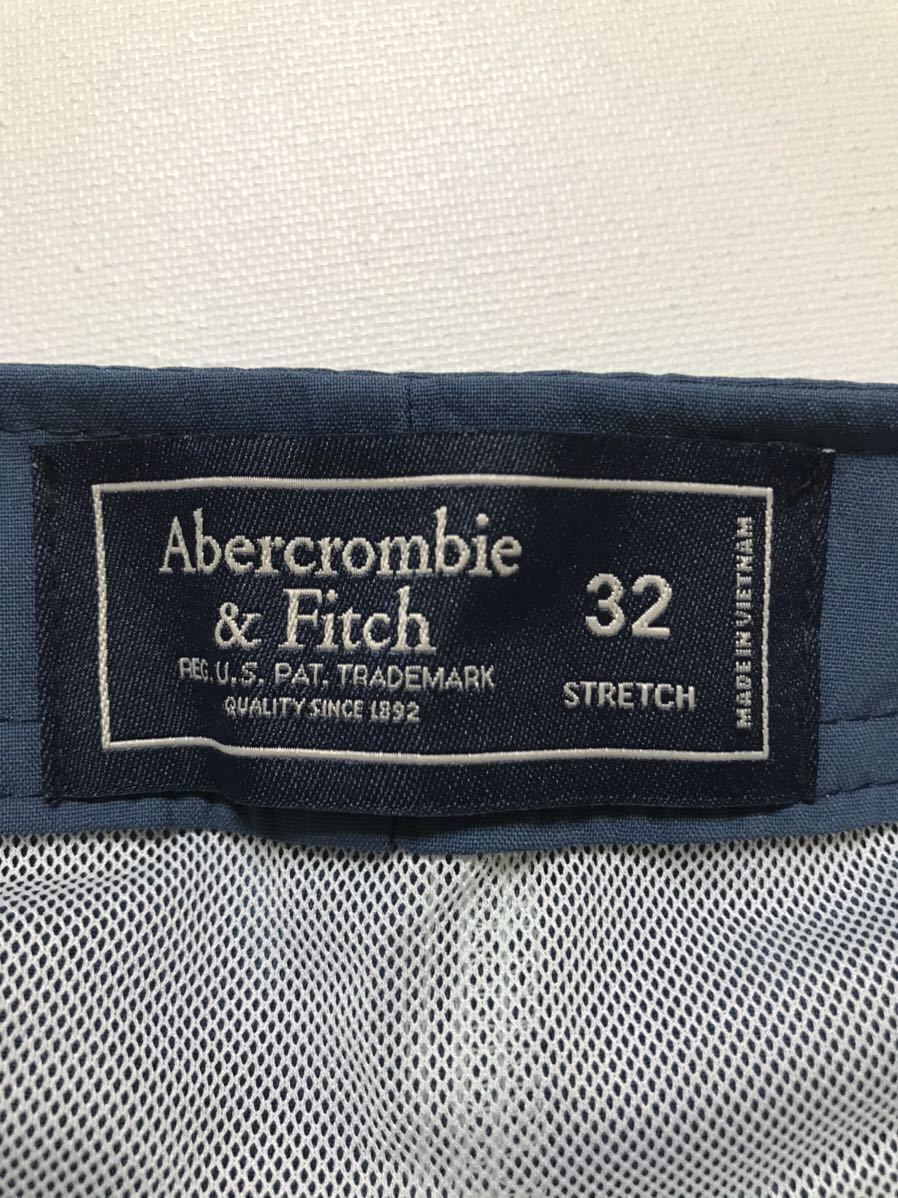 Abercrombie
& Fitch
REG. U.S. PAT. TRADEMARK
QUALITY SINCE 1892
32
STRETCH
MADE IN VIETNAM